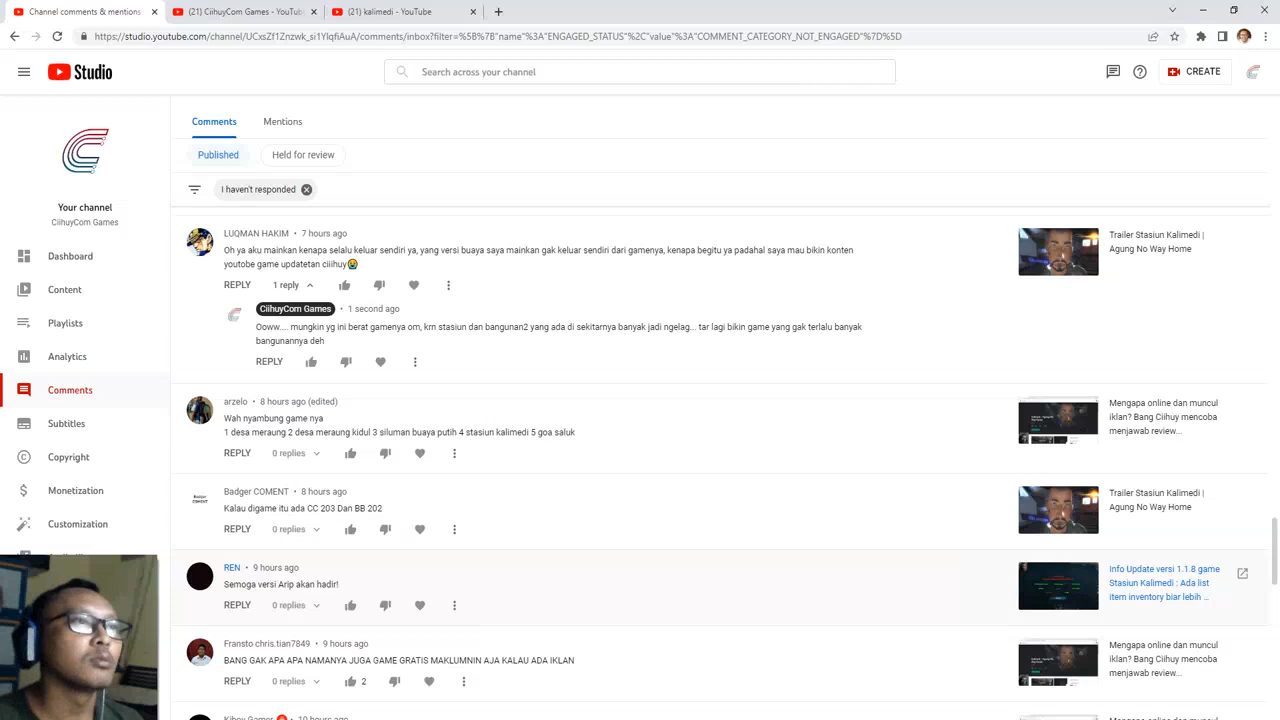 Channel comments & mentions
(21) CiihuyCom Games - YouTub
(21) kalimedi - YouTube
https://studio.youtube.com/channel/UCxsZf1Znzwk_si1YlqfiAuA/comments/inbox?filter=%5B%7B"name"%3A"ENGAGED_STATUS"%2C"value"%3A"COMMENT_CATEGORY_NOT_ENGAGED"%7D%5D
Studio
Search across your channel
CREATE
Your channel
CiihuyCom Games
Dashboard
Content
Playlists
Analytics
Comments
Subtitles
Copyright
Monetization
Customization
Comments
Mentions
Published
Held for review
I haven't responded
LUQMAN HAKIM • 7 hours ago
Oh ya aku mainkan kenapa selalu keluar sendiri ya, yang versi buaya saya mainkan gak keluar sendiri dari gamenya, kenapa begitu ya padahal saya mau bikin konten
youtobe game updatetan ciiihuy😭
REPLY 1 reply
Trailer Stasiun Kalimedi |
Agung No Way Home
CiihuyCom Games • 1 second ago
Ooww.... mungkin yg ini berat gamenya om, km stasiun dan bangunan2 yang ada di sekitarnya banyak jadi ngelag... tar lagi bikin game yang gak terlalu banyak
bangunannya deh
REPLY
arzelo • 8 hours ago (edited)
Wah nyambung game nya
1 desa meraung 2 desa meraung kidul 3 siluman buaya putih 4 stasiun kalimedi 5 goa saluk
REPLY 0 replies
Mengapa online dan muncul
iklan? Bang Ciihuy mencoba
menjawab review...
Badger COMENT • 8 hours ago
Kalau digame itu ada CC 203 Dan BB 202
REPLY 0 replies
Trailer Stasiun Kalimedi |
Agung No Way Home
REN • 9 hours ago
Semoga versi Arip akan hadir!
REPLY 0 replies
Info Update versi 1.1.8 game
Stasiun Kalimedi : Ada list
item inventory biar lebih ...
Fransto chris.tian7849 • 9 hours ago
BANG GAK APA APA NAMANYA JUGA GAME GRATIS MAKLUMNIN AJA KALAU ADA IKLAN
REPLY 0 replies 2
Mengapa online dan muncul
iklan? Bang Ciihuy mencoba
menjawab review...